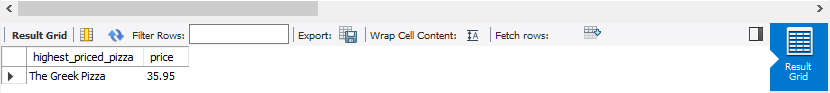 Result Grid Filter Rows: Export: Wrap Cell Content: Fetch rows:
highest_priced_pizza price
The Greek Pizza 35.95
Result
Grid